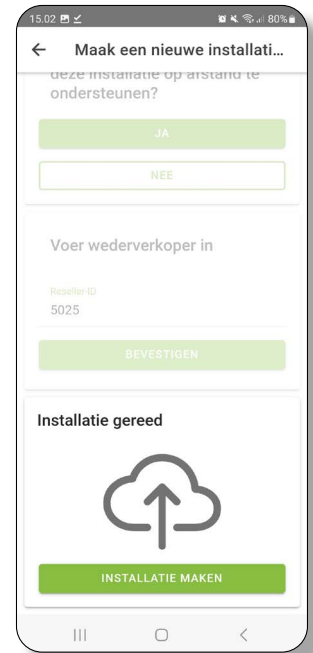 15.02 80%
Maak een nieuwe installati...
deze installatie op afstand te
ondersteunen?
JA
NEE
Voer wederverkoper in
Reseller-ID
5025
BEVESTIGEN
Installatie gereed
INSTALLATIE MAKEN